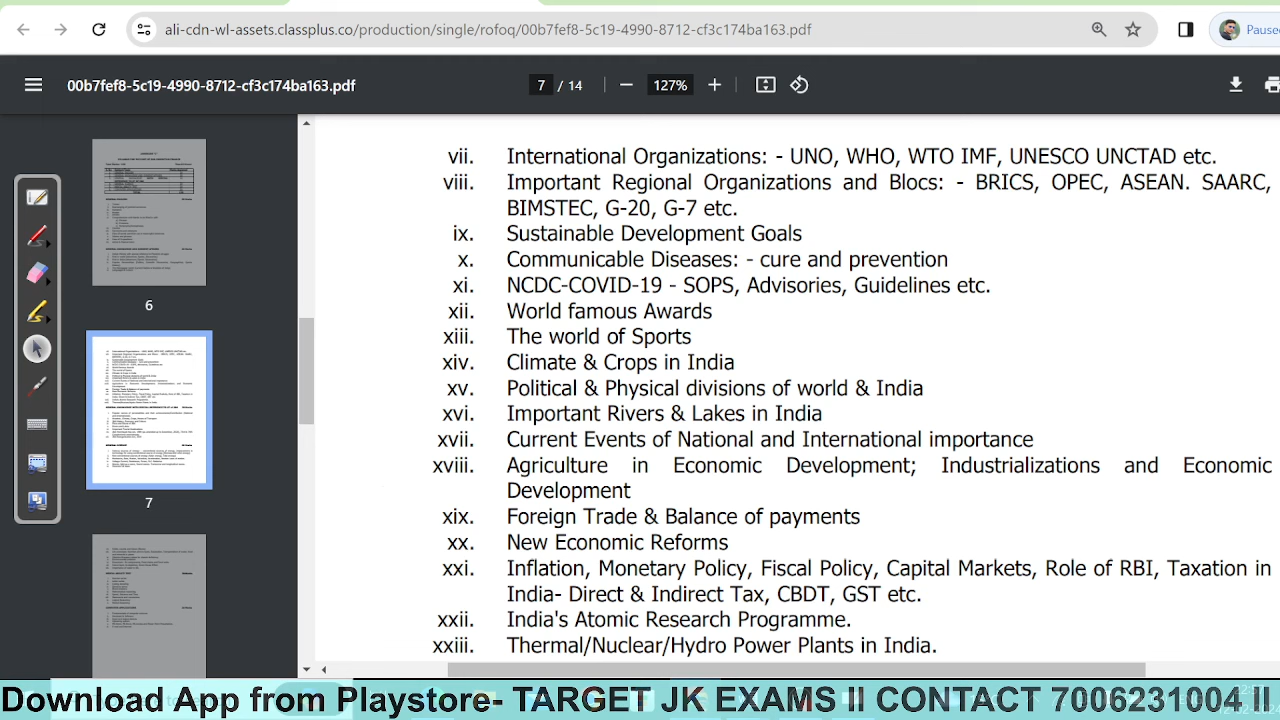 ali-cdn-wl-assets.classplus.co/production/single/rofoq/00b7fef8-5c19-4990-8712-cf3c174ba163.pdf
Paused
00b7fef8-5c19-4990-8712-cf3c174ba163.pdf
7 / 14
127%
vii. International Organizations: - UNO, WHO, WTO IMF, UNESCO UNCTAD etc.
viii. Important Regional Organizations and Blocs: - BRICS, OPEC, ASEAN. SAARC,
BIMSTEC, G-20, G-7 etc.
ix. Sustainable Development Goals
x. Communicable Diseases: - cure and prevention
xi. NCDC-COVID-19 - SOPS, Advisories, Guidelines etc.
xii. World famous Awards
xiii. The world of Sports
xiv. Climate & Crops in India
xv. Political & Physical divisions of world & India
xvi. Important Rivers & Lakes in India
xvii. Current Events of National and International importance
xviii. Agriculture in Economic Development; Industrializations and Economic
Development
xix. Foreign Trade & Balance of payments
xx. New Economic Reforms
xxi. Inflation, Monetary Policy, Fiscal Policy, Capital Markets, Role of RBI, Taxation in
India- Direct & Indirect Tax, CBDT, GST etc.
xxii. India's Atomic Research Programme.
xxiii. Thermal/Nuclear/Hydro Power Plants in India.
6
7
Download App from Playstore- TARGET JK EXAMS II CONTACT 7006231004 II